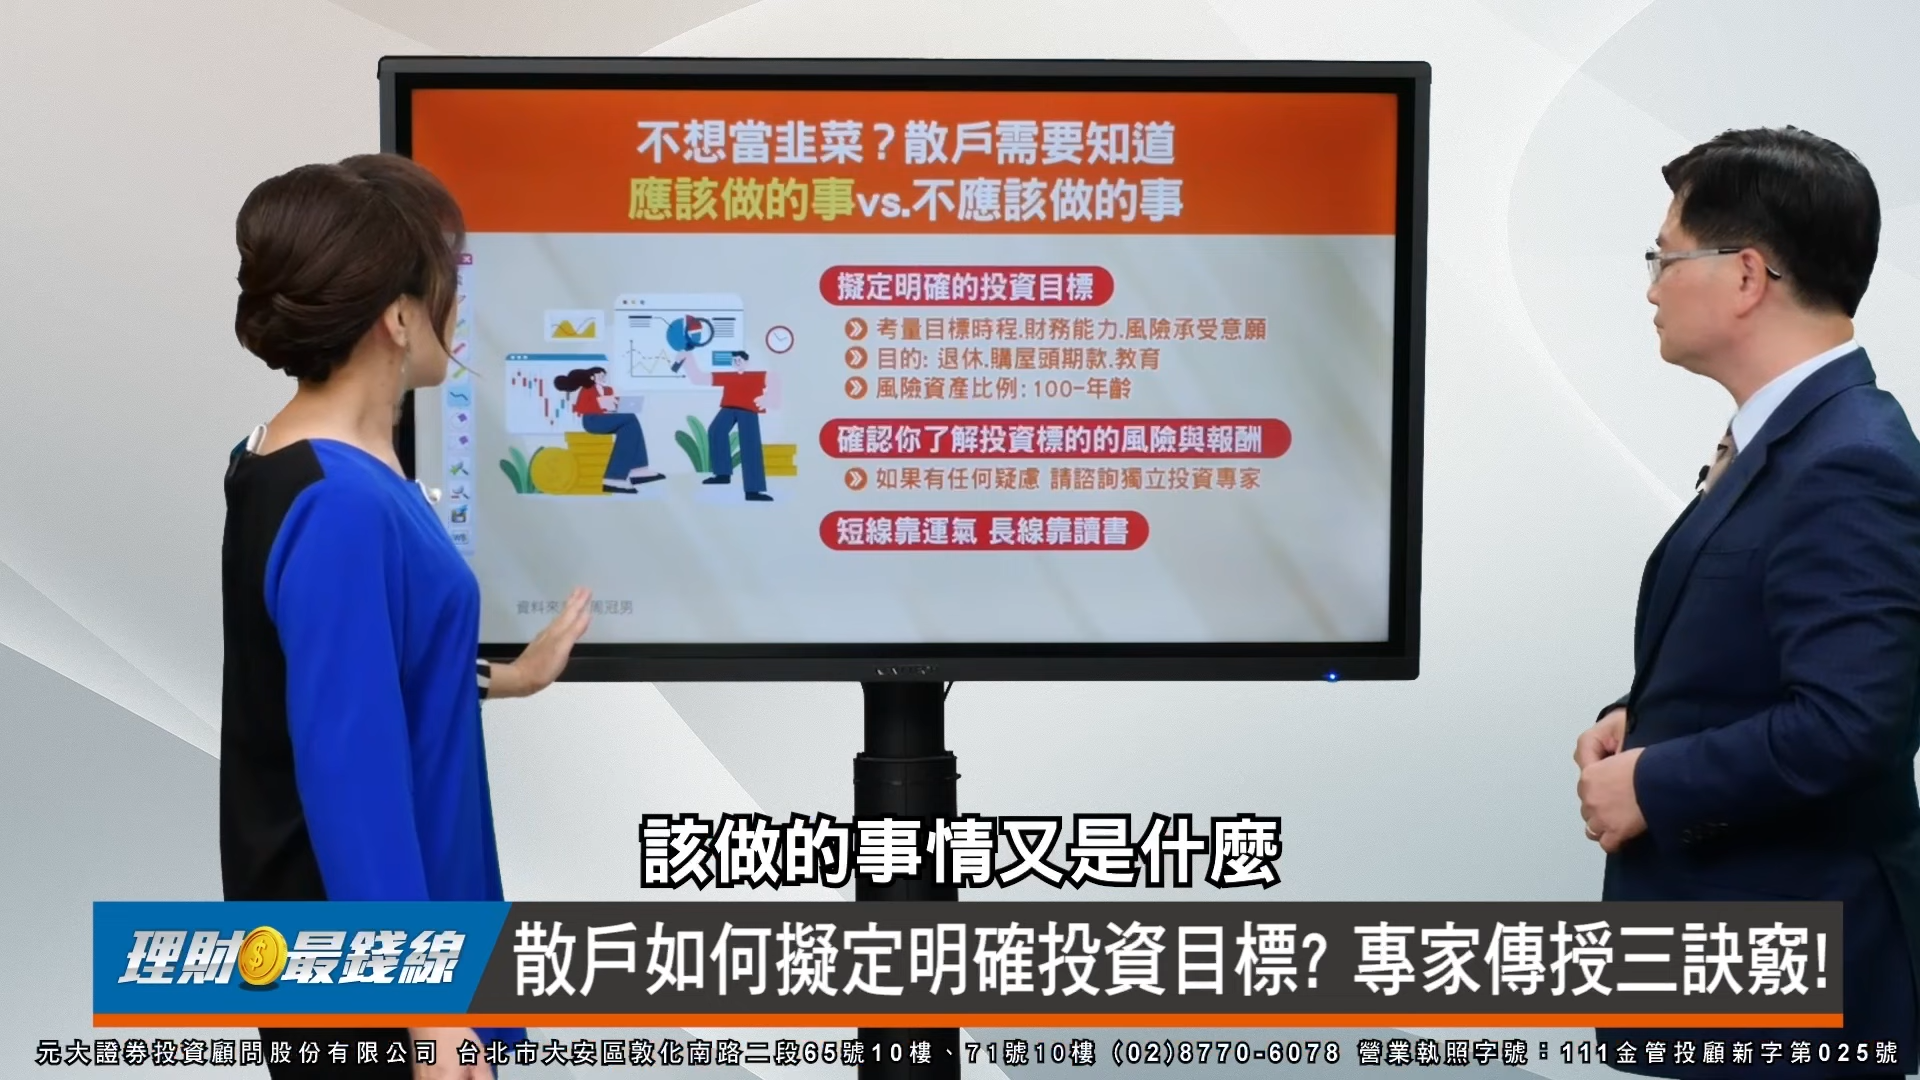 不想當韭菜？散戶需要知道
應該做的事vs.不應該做的事
擬定明確的投資目標
考量目標時程.財務能力.風險承受意願
目的: 退休.購屋頭期款.教育
風險資產比例: 100-年齡
確認你了解投資標的的風險與報酬
如果有任何疑慮 請諮詢獨立投資專家
短線靠運氣 長線靠讀書
資料來 周冠男
該做的事情又是什麼
理財最錢線
散戶如何擬定明確投資目標? 專家傳授三訣竅!
元大證券投資顧問股份有限公司 台北市大安區敦化南路二段65號10樓、71號10樓 (02)8770-6078 營業執照字號：111金管投顧新字第025號